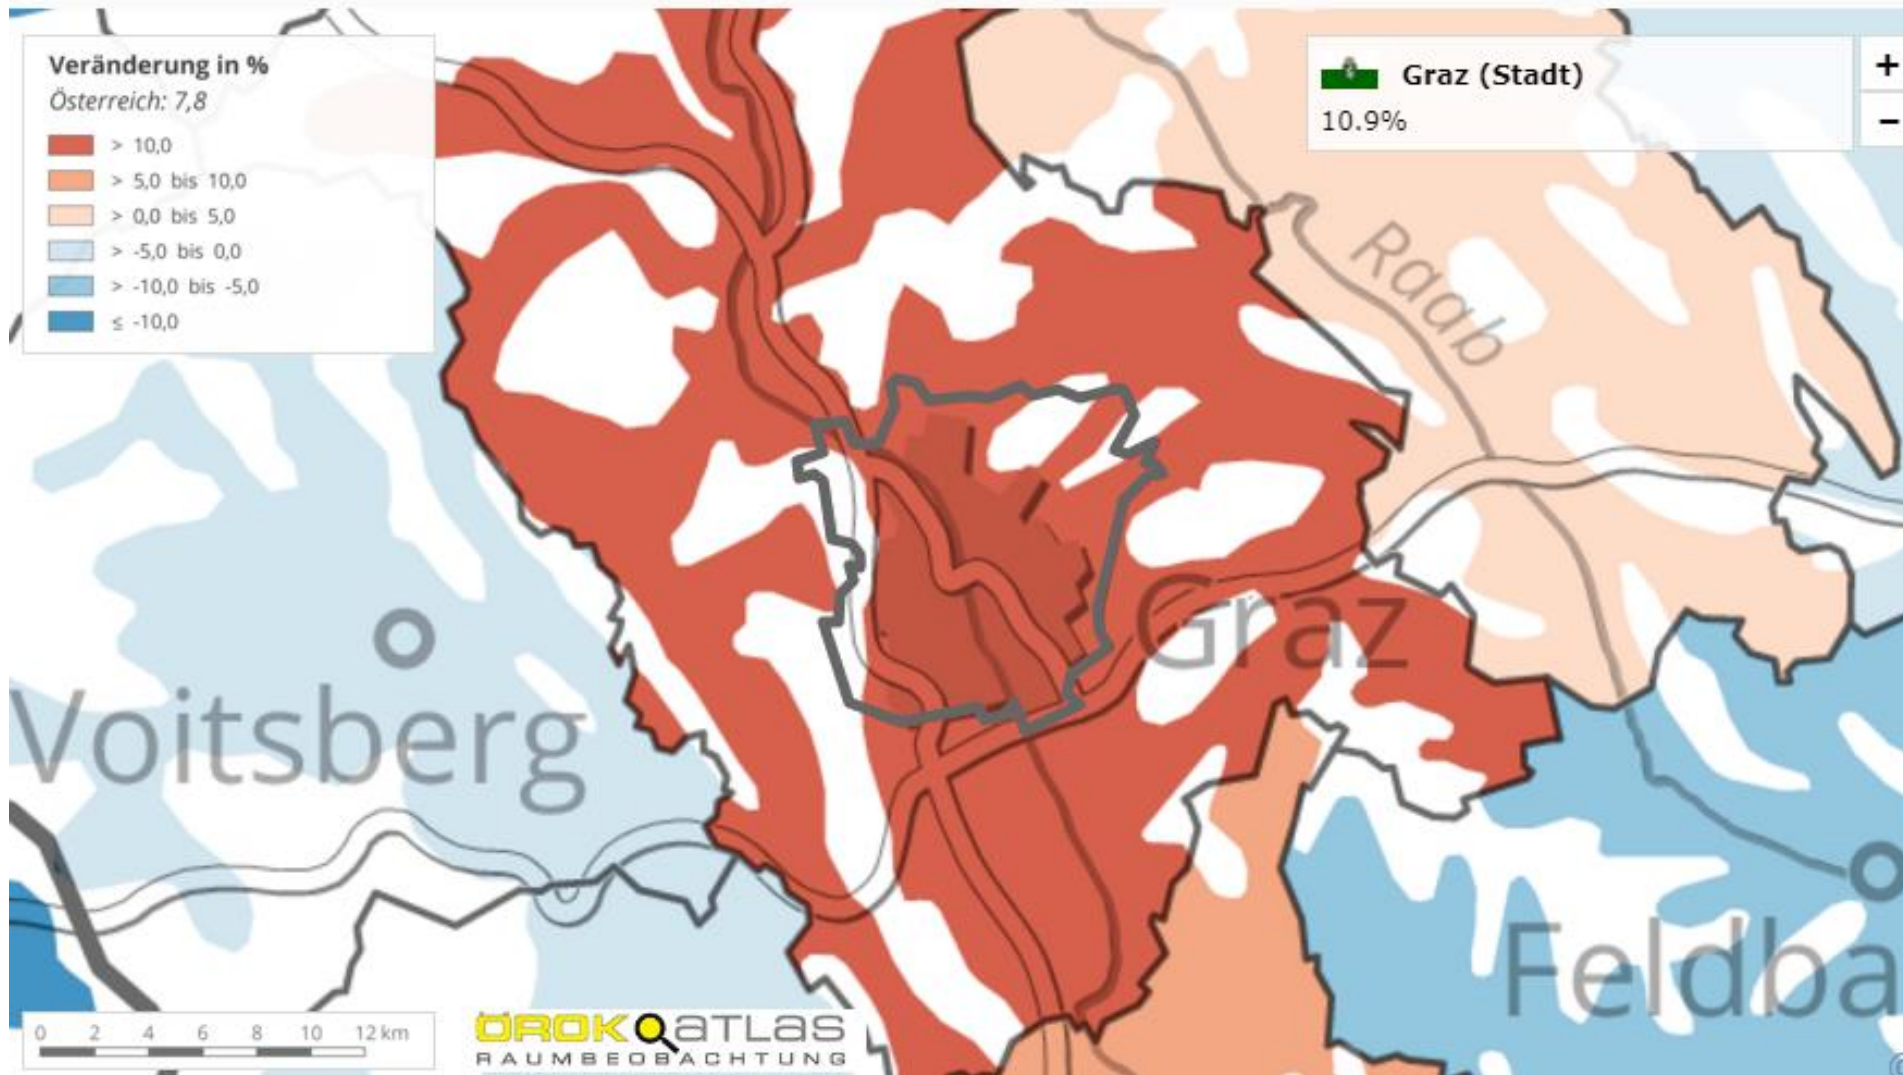 Veränderung in %
Österreich: 7,8
> 10,0
> 5,0 bis 10,0
> 0,0 bis 5,0
> -5,0 bis 0,0
> -10,0 bis -5,0
≤ -10,0
Graz (Stadt)
10.9%
+
−
Raab
Graz
Voitsberg
Feldba
0 2 4 6 8 10 12 km
ÖROK ATLAS
RAUMBEOBACHTUNG